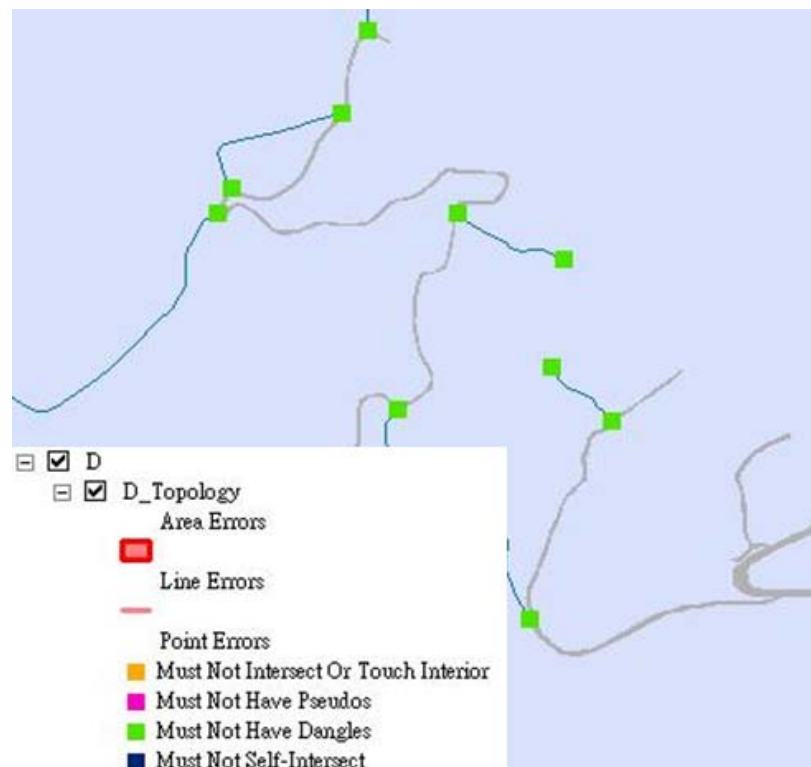 D
D_Topology
Area Errors
Line Errors
Point Errors
Must Not Intersect Or Touch Interior
Must Not Have Pseudos
Must Not Have Dangles
Must Not Self-Intersect